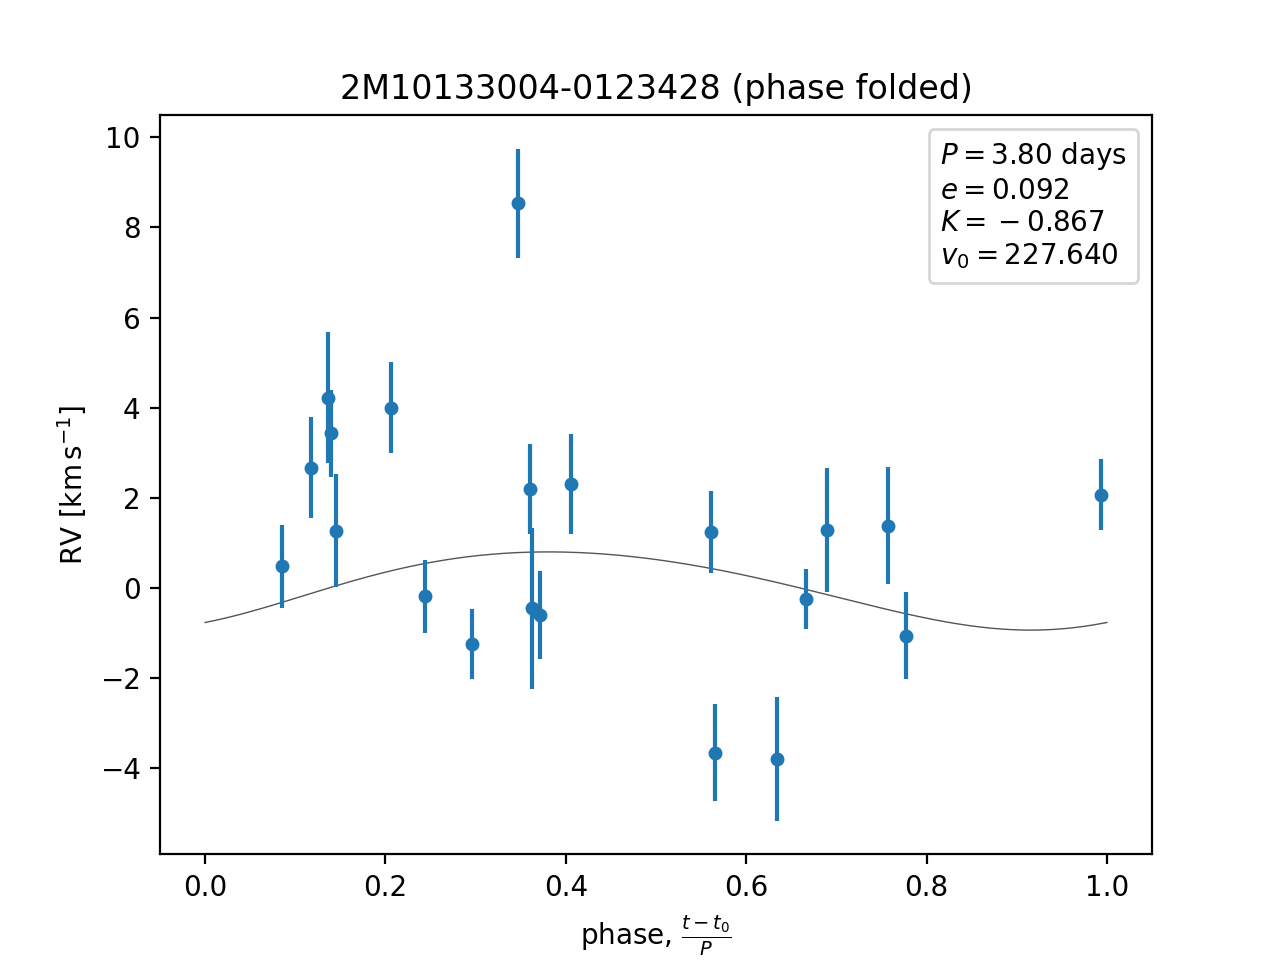 2M10133004-0123428 (phase folded)
P = 3.80 days
e = 0.092
K = −0.867
v₀ = 227.640
10
8
6
4
2
0
−2
−4
RV [km s⁻¹]
0.0 0.2 0.4 0.6 0.8 1.0
phase, (t − t₀)/P